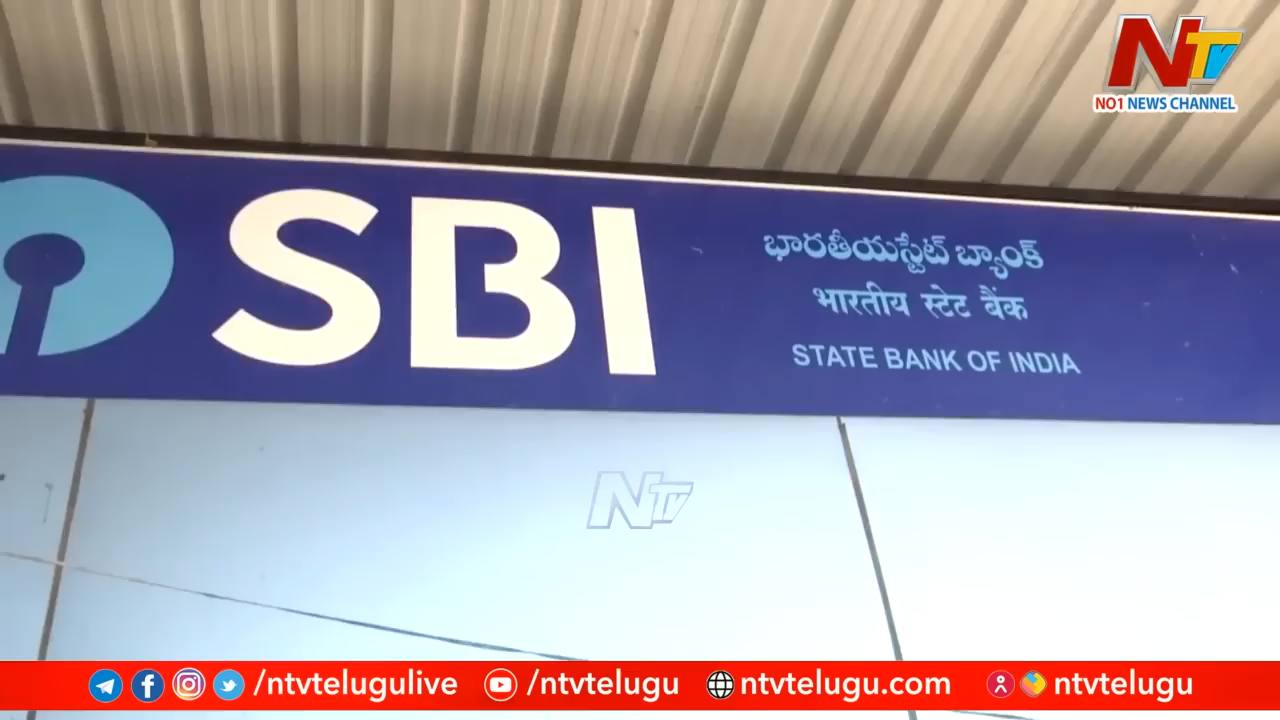 NTV
NO1 NEWS CHANNEL
SBI
భారతీయస్టేట్ బ్యాంక్
भारतीय स्टेट बैंक
STATE BANK OF INDIA
NTV
/ntvtelugulive /ntvtelugu ntvtelugu.com ntvtelugu